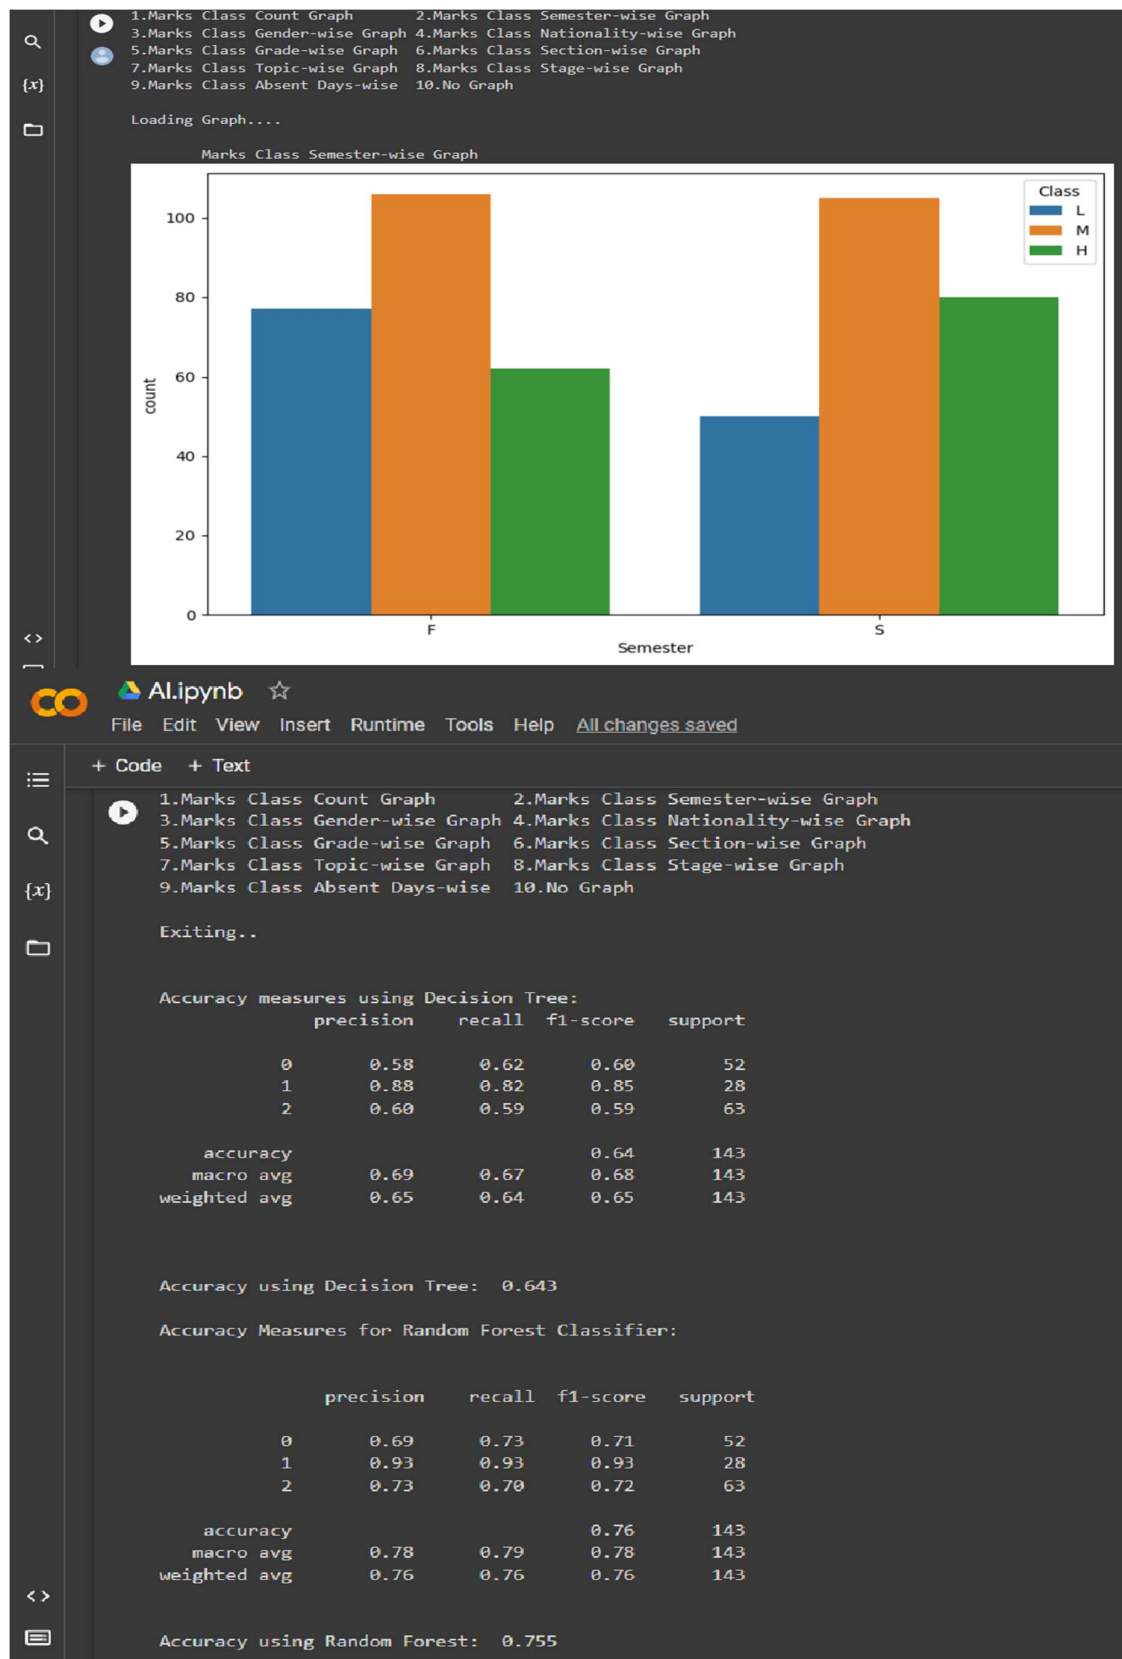 1.Marks Class Count Graph 2.Marks Class Semester-wise Graph
3.Marks Class Gender-wise Graph 4.Marks Class Nationality-wise Graph
5.Marks Class Grade-wise Graph 6.Marks Class Section-wise Graph
7.Marks Class Topic-wise Graph 8.Marks Class Stage-wise Graph
9.Marks Class Absent Days-wise 10.No Graph
{x}
Loading Graph....
Marks Class Semester-wise Graph
Class
L
M
H
100
80
60
40
20
0
count
F
S
Semester
<>
CO
AI.ipynb
File Edit View Insert Runtime Tools Help All changes saved
+ Code + Text
1.Marks Class Count Graph 2.Marks Class Semester-wise Graph
3.Marks Class Gender-wise Graph 4.Marks Class Nationality-wise Graph
5.Marks Class Grade-wise Graph 6.Marks Class Section-wise Graph
7.Marks Class Topic-wise Graph 8.Marks Class Stage-wise Graph
9.Marks Class Absent Days-wise 10.No Graph
{x}
Exiting..
Accuracy measures using Decision Tree:
precision recall f1-score support
0 0.58 0.62 0.60 52
1 0.88 0.82 0.85 28
2 0.60 0.59 0.59 63
accuracy 0.64 143
macro avg 0.69 0.67 0.68 143
weighted avg 0.65 0.64 0.65 143
Accuracy using Decision Tree: 0.643
Accuracy Measures for Random Forest Classifier:
precision recall f1-score support
0 0.69 0.73 0.71 52
1 0.93 0.93 0.93 28
2 0.73 0.70 0.72 63
accuracy 0.76 143
macro avg 0.78 0.79 0.78 143
weighted avg 0.76 0.76 0.76 143
<>
Accuracy using Random Forest: 0.755